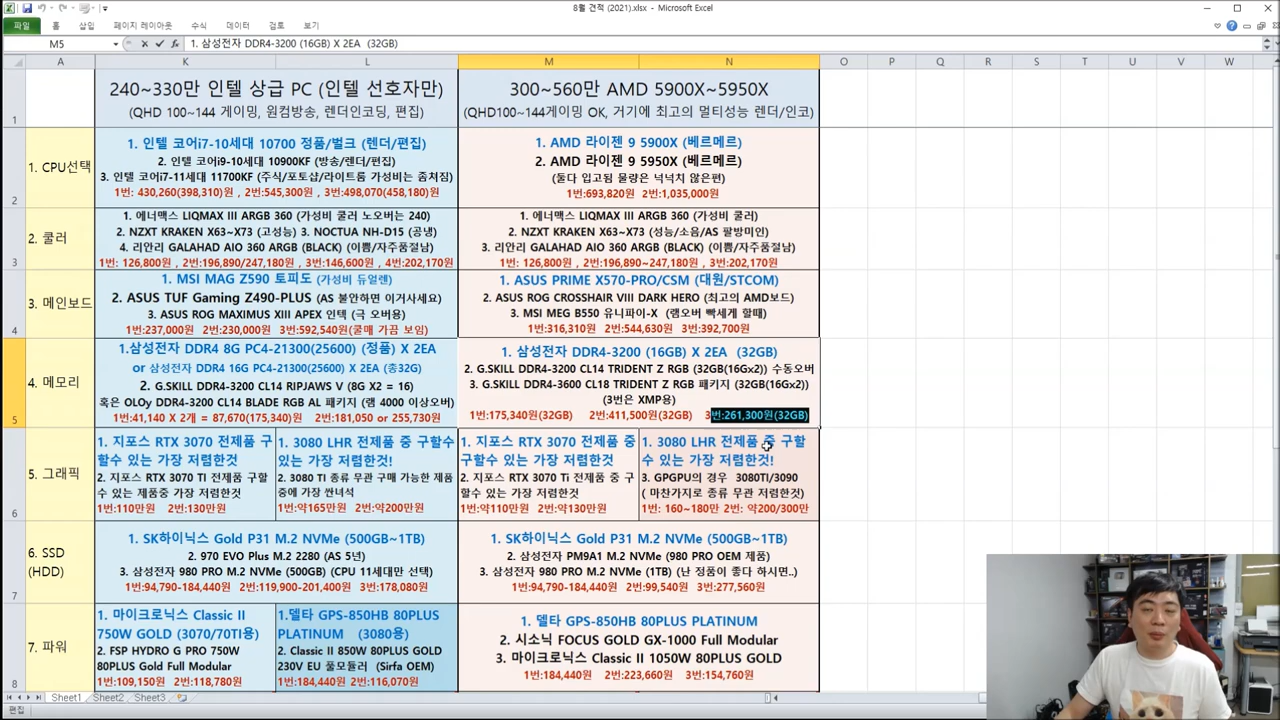 8월 견적 (2021).xlsx - Microsoft Excel
파일 홈 삽입 페이지 레이아웃 수식 데이터 검토 보기
M5 fx 1. 삼성전자 DDR4-3200 (16GB) X 2EA (32GB)
A K L M N O P Q R S T U V W
1
240~330만 인텔 상급 PC (인텔 선호자만)
(QHD 100~144 게이밍, 원컴방송, 렌더인코딩, 편집)
300~560만 AMD 5900X~5950X
(QHD100~144게이밍 OK, 거기에 최고의 멀티성능 렌더/인코)
2
1. CPU선택
1. 인텔 코어i7-10세대 10700 정품/벌크 (렌더/편집)
2. 인텔 코어i9-10세대 10900KF (방송/렌더/편집)
3. 인텔 코어i7-11세대 11700KF (주식/포토샵/라이트룸 가성비는 춤쳐짐)
1번: 430,260(398,310)원 , 2번:545,300원 , 3번:498,070(458,180)원
1. AMD 라이젠 9 5900X (베르메르)
2. AMD 라이젠 9 5950X (베르메르)
(둘다 입고됨 물량은 넉넉치 않은편)
1번:693,820원 2번:1,035,000원
3
2. 쿨러
1. 에너맥스 LIQMAX III ARGB 360 (가성비 쿨러 노오버는 240)
2. NZXT KRAKEN X63~X73 (고성능) 3. NOCTUA NH-D15 (공냉)
4. 리안리 GALAHAD AIO 360 ARGB (BLACK) (이쁨/자주품절남)
1번: 126,800원 , 2번:196,890/247,180원 , 3번:146,600원 , 4번:202,170원
1. 에너맥스 LIQMAX III ARGB 360 (가성비 쿨러)
2. NZXT KRAKEN X63~X73 (성능/소음/AS 팔방미인)
3. 리안리 GALAHAD AIO 360 ARGB (BLACK) (이쁨/자주품절남)
1번: 126,800원 , 2번:196,890~247,180원 , 3번:202,170원
4
3. 메인보드
1. MSI MAG Z590 토피도 (가성비 듀얼렌)
2. ASUS TUF Gaming Z490-PLUS (AS 불안하면 이거사세요)
3. ASUS ROG MAXIMUS XIII APEX 인텍 (극 오버용)
1번:237,000원 2번:230,000원 3번:592,540원(쿨매 가끔 보임)
1. ASUS PRIME X570-PRO/CSM (대원/STCOM)
2. ASUS ROG CROSSHAIR VIII DARK HERO (최고의 AMD보드)
3. MSI MEG B550 유니파이-X (램오버 빡세게 할때)
1번:316,310원 2번:544,630원 3번:392,700원
5
4. 메모리
1.삼성전자 DDR4 8G PC4-21300(25600) (정품) X 2EA
or 삼성전자 DDR4 16G PC4-21300(25600) X 2EA (총32G)
2. G.SKILL DDR4-3200 CL14 RIPJAWS V (8G X2 = 16)
혹은 OLOy DDR4-3200 CL14 BLADE RGB AL 패키지 (램 4000 이상오버)
1번:41,140 X 2개 = 87,670(175,340)원 2번:181,050 or 255,730원
1. 삼성전자 DDR4-3200 (16GB) X 2EA (32GB)
2. G.SKILL DDR4-3200 CL14 TRIDENT Z RGB (32GB(16Gx2)) 수동오버
3. G.SKILL DDR4-3600 CL18 TRIDENT Z RGB 패키지 (32GB(16Gx2))
(3번은 XMP용)
1번:175,340원(32GB) 2번:411,500원(32GB) 3번:261,300원(32GB)
6
5. 그래픽
1. 지포스 RTX 3070 전제품 구
할수 있는 가장 저렴한것
2. 지포스 RTX 3070 TI 전제품 구할
수 있는 제품중 가장 저렴한것
1번:110만원 2번:130만원
1. 3080 LHR 전제품 중 구할수
있는 가장 저렴한것!
2. 3080 TI 종류 무관 구매 가능한 제품
중에 가장 싼녀석
1번:약165만원 2번:약200만원
1. 지포스 RTX 3070 전제품 중
구할수 있는 가장 저렴한것
2. 지포스 RTX 3070 Ti 전제품 중 구
할수 있는 가장 저렴한것
1번:약110만원 2번:약130만원
1. 3080 LHR 전제품 중 구할
수 있는 가장 저렴한것!
3. GPGPU의 경우 3080TI/3090
( 마찬가지로 종류 무관 저렴한것)
1번: 160~180만 2번: 약200/300만
7
6. SSD
(HDD)
1. SK하이닉스 Gold P31 M.2 NVMe (500GB~1TB)
2. 970 EVO Plus M.2 2280 (AS 5년)
3. 삼성전자 980 PRO M.2 NVMe (500GB) (CPU 11세대만 선택)
1번:94,790-184,440원 2번:119,900-201,400원 3번:178,080원
1. SK하이닉스 Gold P31 M.2 NVMe (500GB~1TB)
2. 삼성전자 PM9A1 M.2 NVMe (980 PRO OEM 제품)
3. 삼성전자 980 PRO M.2 NVMe (1TB) (난 정품이 좋다 하시면..)
1번:94,790-184,440원 2번:99,540원 3번:277,560원
8
7. 파워
1. 마이크로닉스 Classic II
750W GOLD (3070/70TI용)
2. FSP HYDRO G PRO 750W
80PLUS Gold Full Modular
1번:109,150원 2번:118,780원
1.델타 GPS-850HB 80PLUS
PLATINUM (3080용)
2. Classic II 850W 80PLUS GOLD
230V EU 풀모듈러 (Sirfa OEM)
1번:184,440원 2번:116,070원
1. 델타 GPS-850HB 80PLUS PLATINUM
2. 시소닉 FOCUS GOLD GX-1000 Full Modular
3. 마이크로닉스 Classic II 1050W 80PLUS GOLD
1번:184,440원 2번:223,660원 3번:154,760원
Sheet1 Sheet2 Sheet3
편집